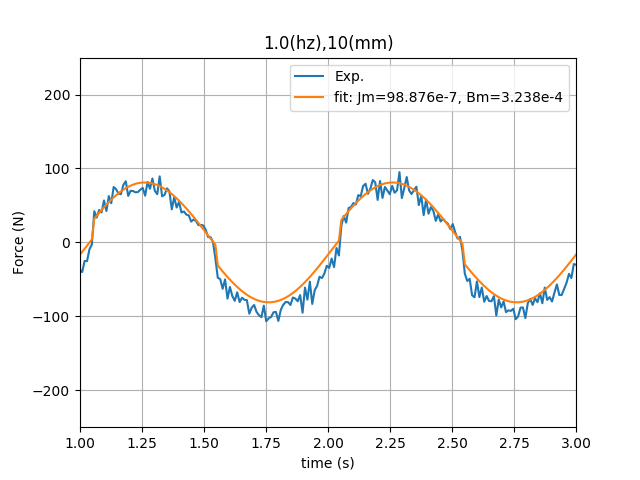 1.0(hz),10(mm)
Exp.
fit: Jm=98.876e-7, Bm=3.238e-4
Force (N)
200
100
0
−100
−200
1.00 1.25 1.50 1.75 2.00 2.25 2.50 2.75 3.00
time (s)